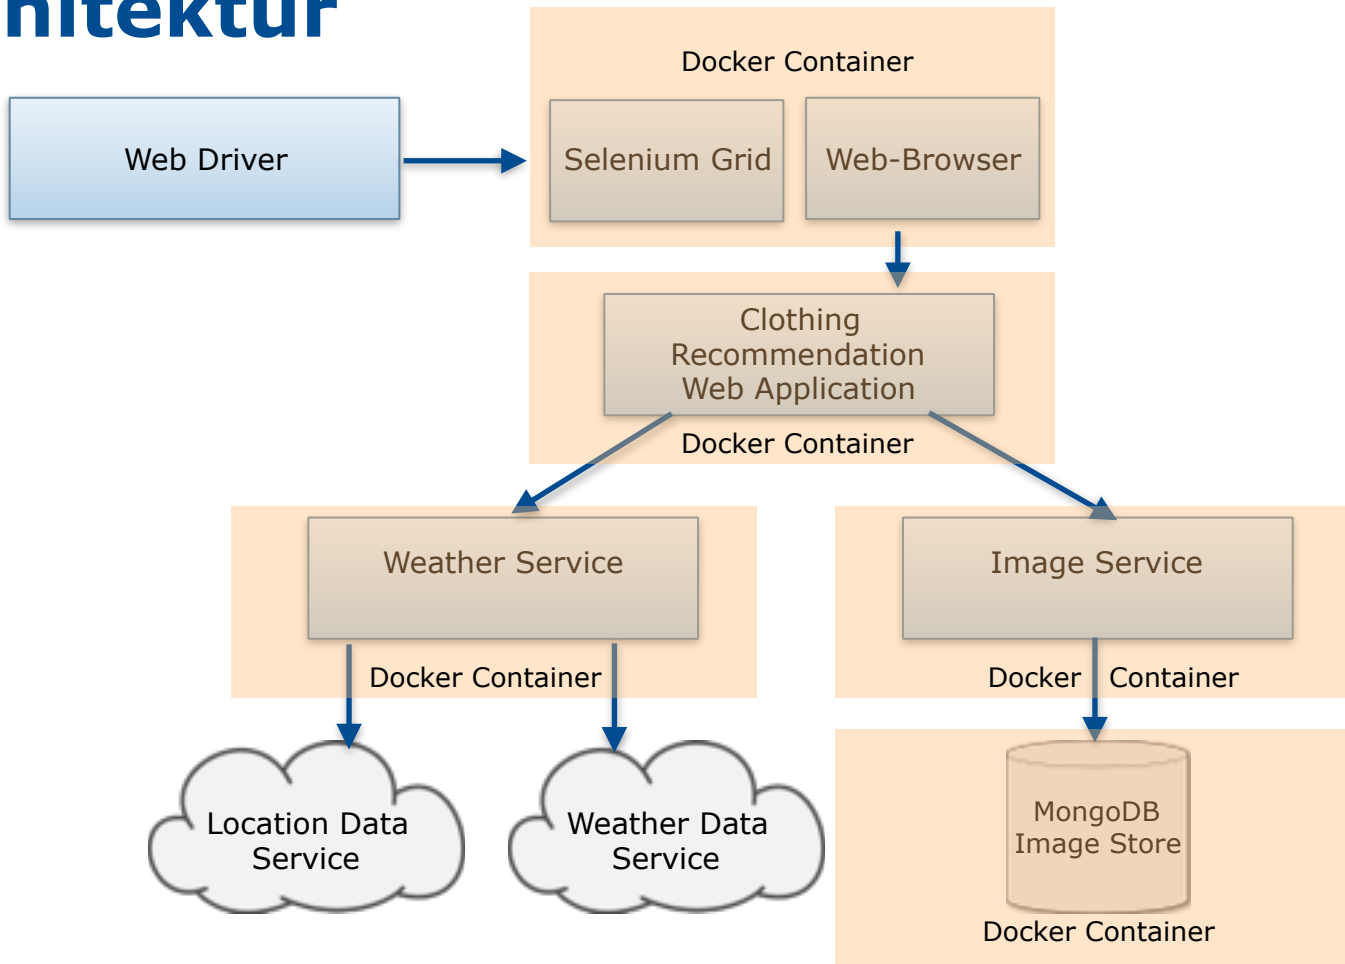 hitektur
Docker Container
Web Driver
Selenium Grid
Web-Browser
Clothing
Recommendation
Web Application
Docker Container
Weather Service
Image Service
Docker Container
Docker Container
Location Data
Service
Weather Data
Service
MongoDB
Image Store
Docker Container